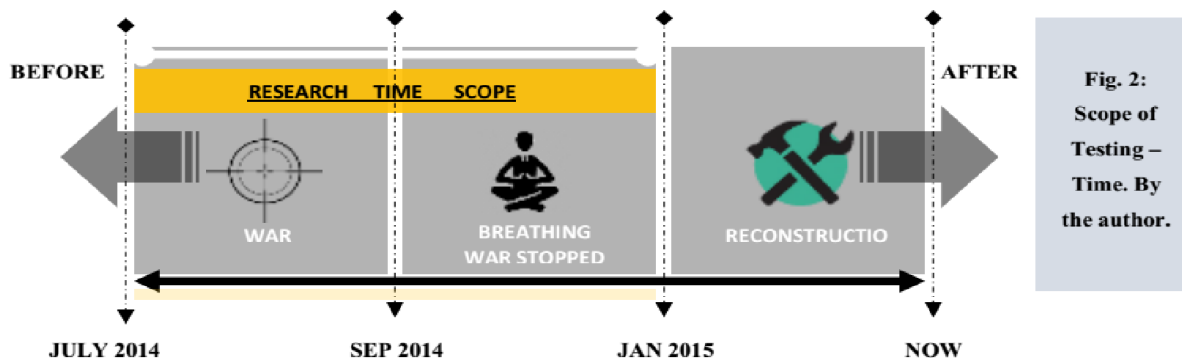 BEFORE
AFTER
RESEARCH TIME SCOPE
WAR
BREATHING
WAR STOPPED
RECONSTRUCTIO
JULY 2014
SEP 2014
JAN 2015
NOW
Fig. 2:
Scope of
Testing –
Time. By
the author.